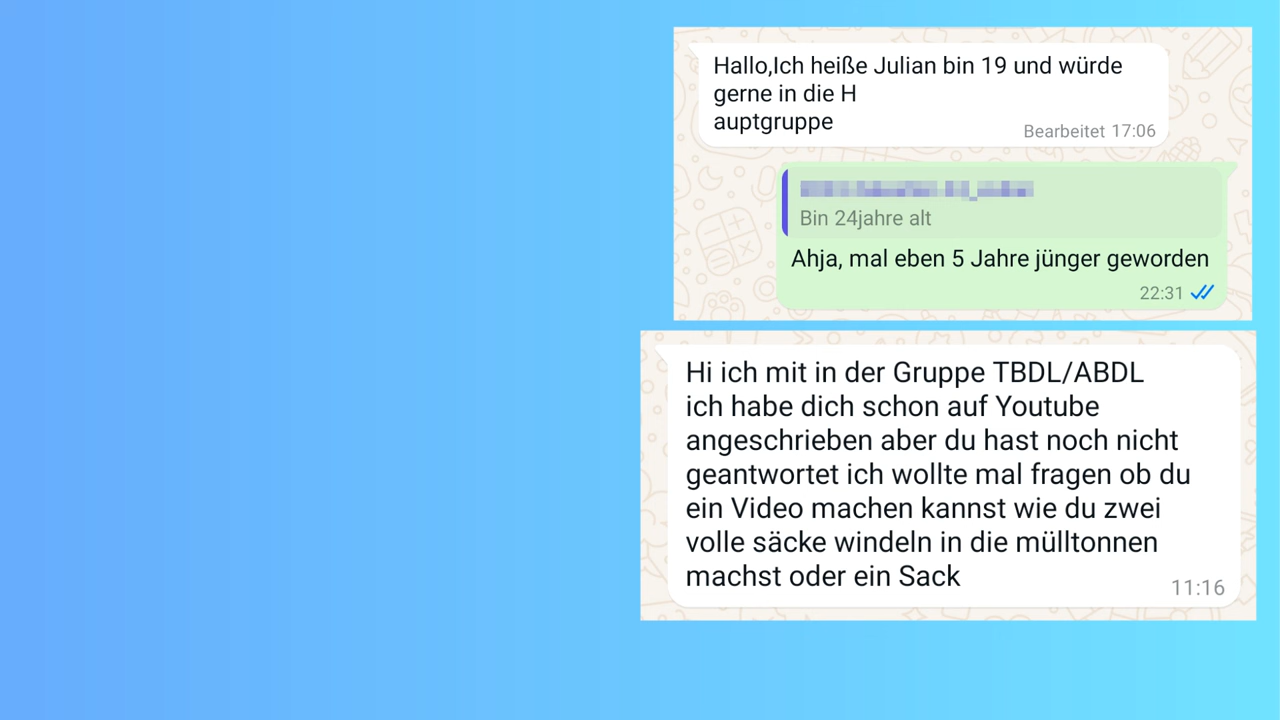 Hallo,Ich heiße Julian bin 19 und würde
gerne in die H
auptgruppe
Bearbeitet 17:06
Bin 24jahre alt
Ahja, mal eben 5 Jahre jünger geworden
22:31
Hi ich mit in der Gruppe TBDL/ABDL
ich habe dich schon auf Youtube
angeschrieben aber du hast noch nicht
geantwortet ich wollte mal fragen ob du
ein Video machen kannst wie du zwei
volle säcke windeln in die mülltonnen
machst oder ein Sack
11:16